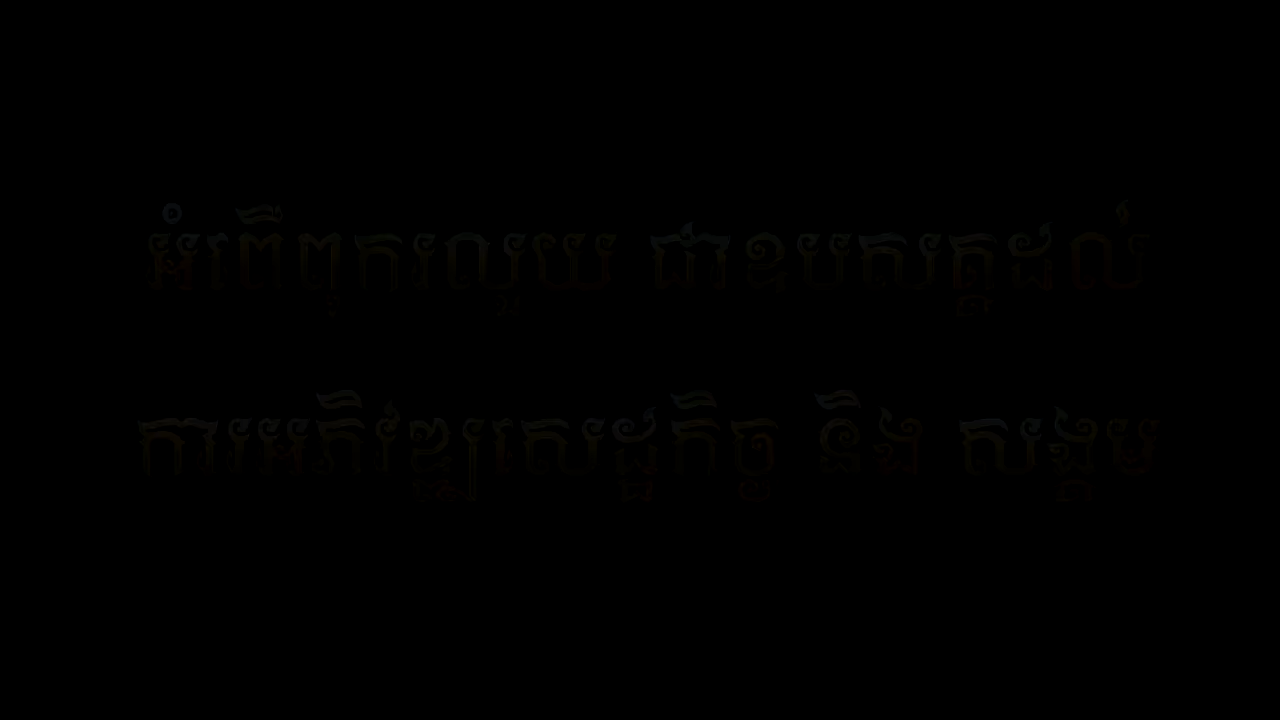 អំពើពុករលួយ ជាឧបសគ្គដល់
ការអភិវឌ្ឍសេដ្ឋកិច្ច និង សង្គម